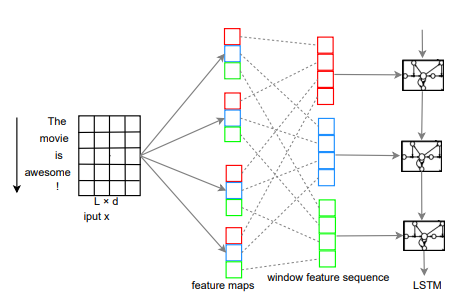 The
movie
is
awesome
!
L × d
iput x
feature maps
window feature sequence
LSTM